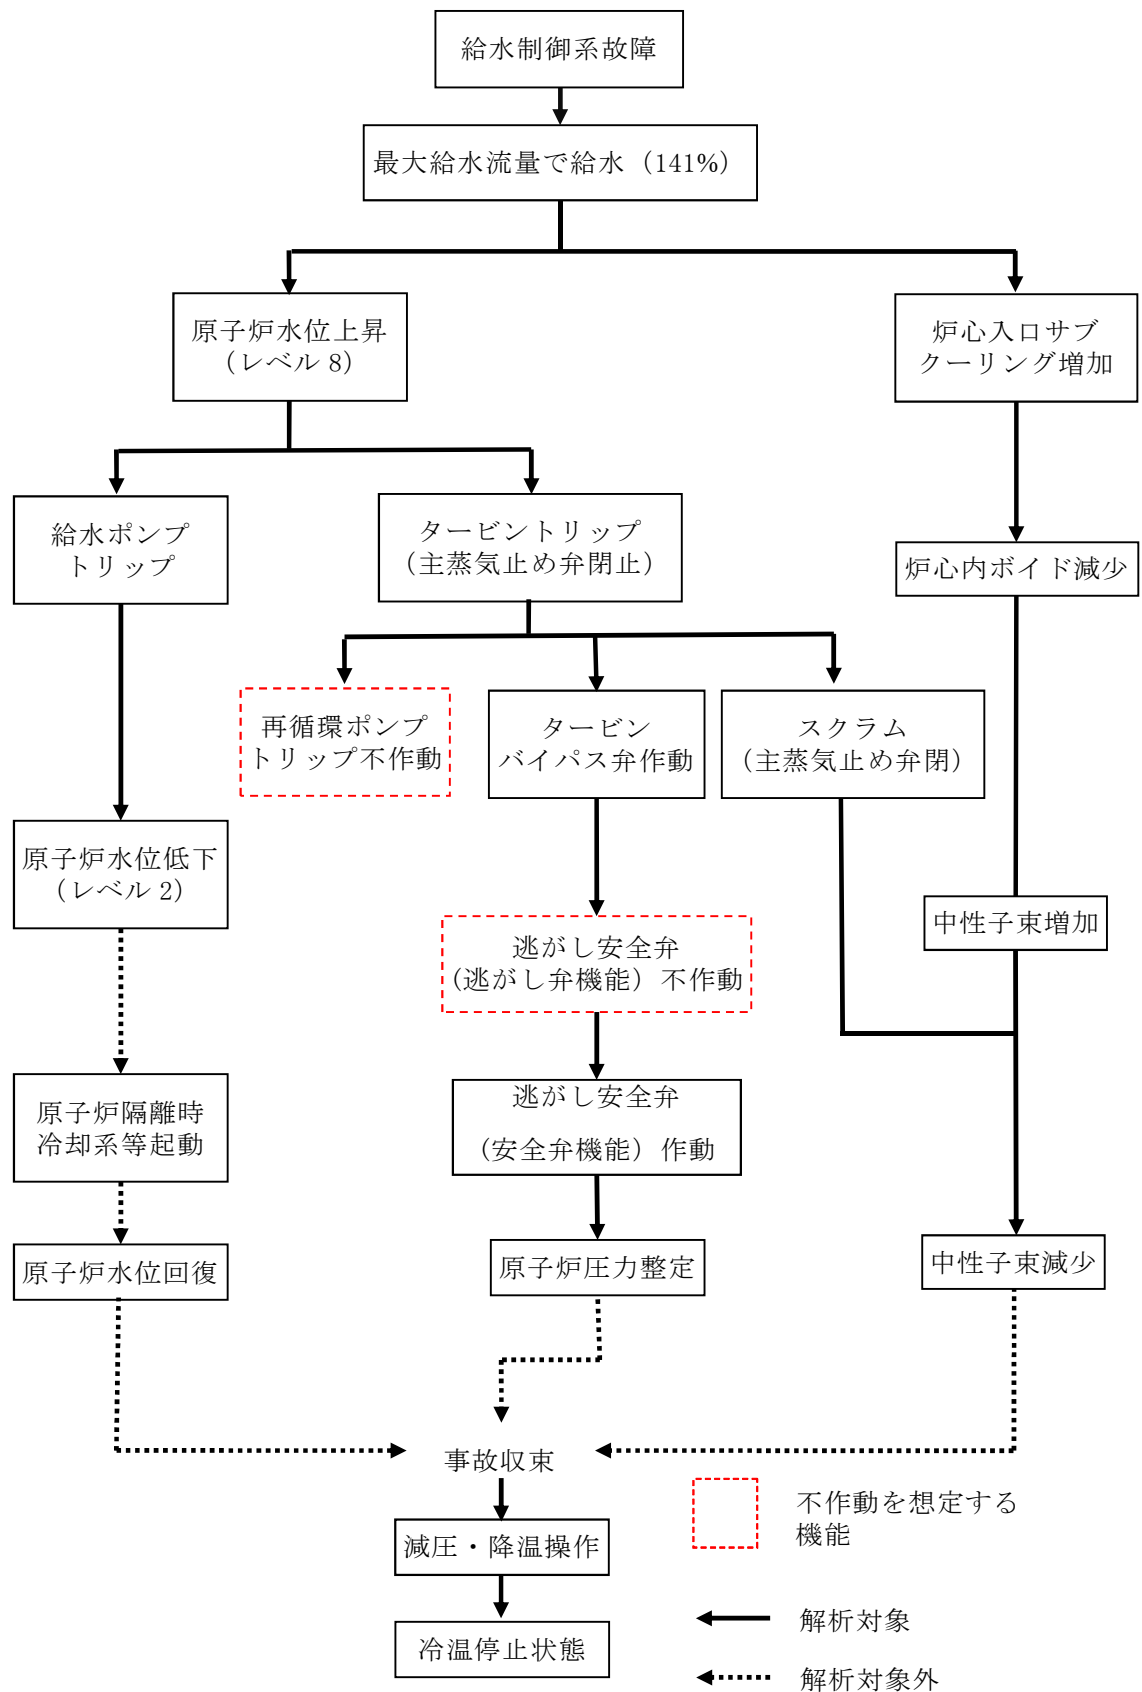 給水制御系故障
最大給水流量で給水（141%）
原子炉水位上昇
（レベル 8）
炉心入口サブ
クーリング増加
給水ポンプ
トリップ
タービントリップ
（主蒸気止め弁閉止）
炉心内ボイド減少
再循環ポンプ
トリップ不作動
タービン
バイパス弁作動
スクラム
（主蒸気止め弁閉）
原子炉水位低下
（レベル 2）
中性子束増加
逃がし安全弁
（逃がし弁機能）不作動
原子炉隔離時
冷却系等起動
逃がし安全弁
（安全弁機能）作動
原子炉水位回復
原子炉圧力整定
中性子束減少
事故収束
減圧・降温操作
冷温停止状態
不作動を想定する
機能
解析対象
解析対象外